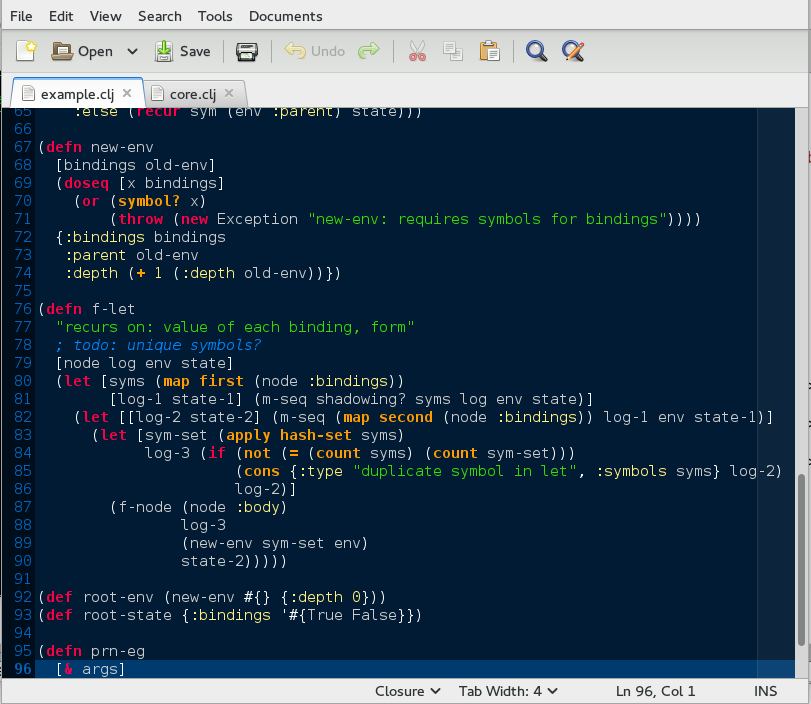 File Edit View Search Tools Documents
Open Save Undo
example.clj core.clj
65     :else (recur sym (env :parent) state)))
66
67 (defn new-env
68   [bindings old-env]
69   (doseq [x bindings]
70     (or (symbol? x)
71         (throw (new Exception "new-env: requires symbols for bindings"))))
72   {:bindings bindings
73    :parent old-env
74    :depth (+ 1 (:depth old-env))})
75
76 (defn f-let
77   "recurs on: value of each binding, form"
78   ; todo: unique symbols?
79   [node log env state]
80   (let [syms (map first (node :bindings))
81         [log-1 state-1] (m-seq shadowing? syms log env state)]
82     (let [[log-2 state-2] (m-seq (map second (node :bindings)) log-1 env state-1)]
83       (let [sym-set (apply hash-set syms)
84             log-3 (if (not (= (count syms) (count sym-set)))
85                       (cons {:type "duplicate symbol in let", :symbols syms} log-2)
86                       log-2)]
87         (f-node (node :body)
88                 log-3
89                 (new-env sym-set env)
90                 state-2)))))
91
92 (def root-env (new-env #{} {:depth 0}))
93 (def root-state {:bindings '#{True False}})
94
95 (defn prn-eg
96   [& args]
Closure Tab Width: 4 Ln 96, Col 1 INS